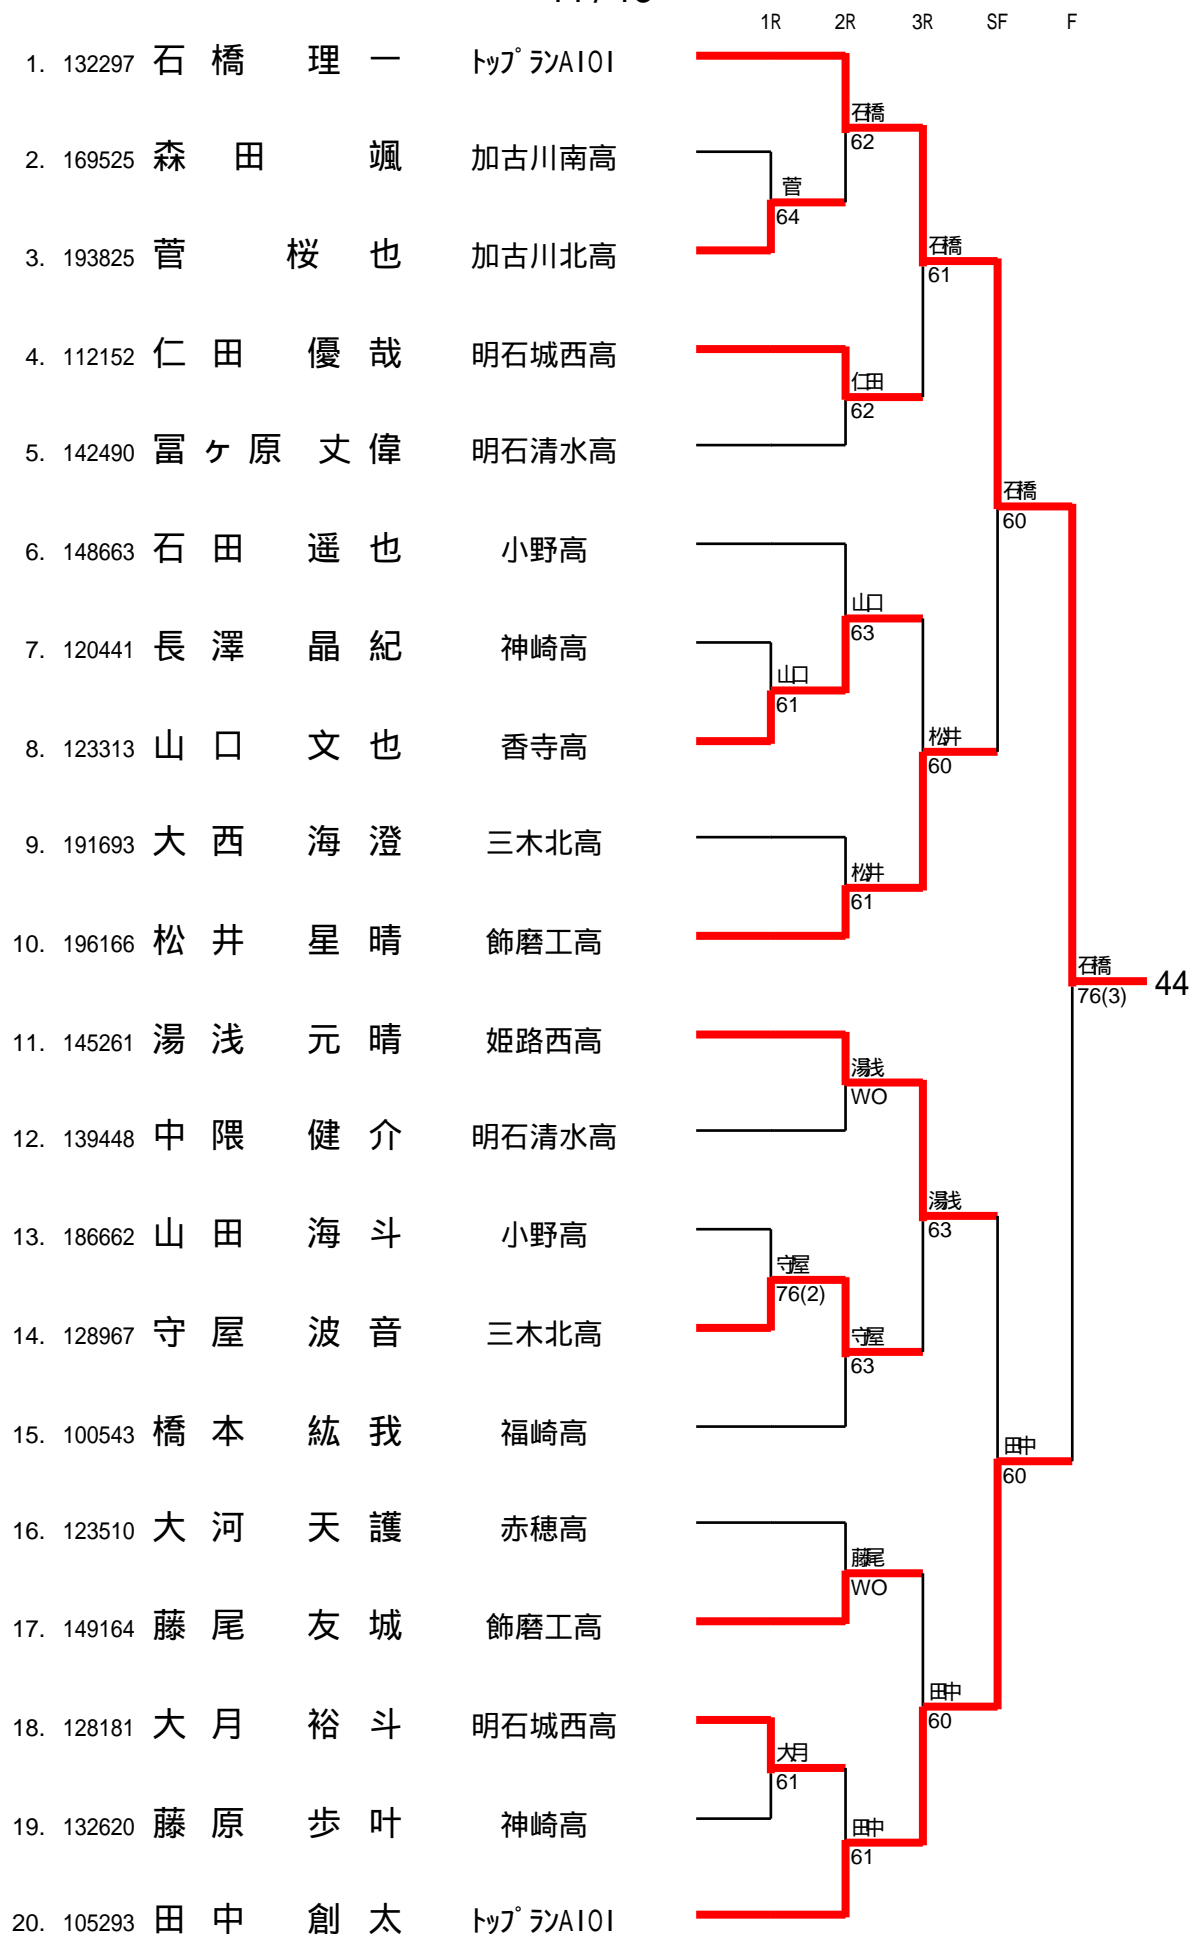 1R 2R 3R SF F
1. 132297 石橋 理一 トップランAIOI
石橋
2. 169525 森田 颯 加古川南高
62
菅
64
3. 193825 菅 桜也 加古川北高
石橋
61
4. 112152 仁田 優哉 明石城西高
仁田
62
5. 142490 冨ヶ原 丈偉 明石清水高
石橋
60
6. 148663 石田 遥也 小野高
山口
63
7. 120441 長澤 晶紀 神崎高
山口
61
8. 123313 山口 文也 香寺高
松井
60
9. 191693 大西 海澄 三木北高
松井
61
10. 196166 松井 星晴 飾磨工高
石橋
76(3)
44
11. 145261 湯浅 元晴 姫路西高
湯浅
WO
12. 139448 中隈 健介 明石清水高
湯浅
63
13. 186662 山田 海斗 小野高
守屋
76(2)
14. 128967 守屋 波音 三木北高
守屋
63
15. 100543 橋本 紘我 福崎高
田中
60
16. 123510 大河 天護 赤穂高
藤尾
WO
17. 149164 藤尾 友城 飾磨工高
田中
60
18. 128181 大月 裕斗 明石城西高
大月
61
19. 132620 藤原 歩叶 神崎高
田中
61
20. 105293 田中 創太 トップランAIOI